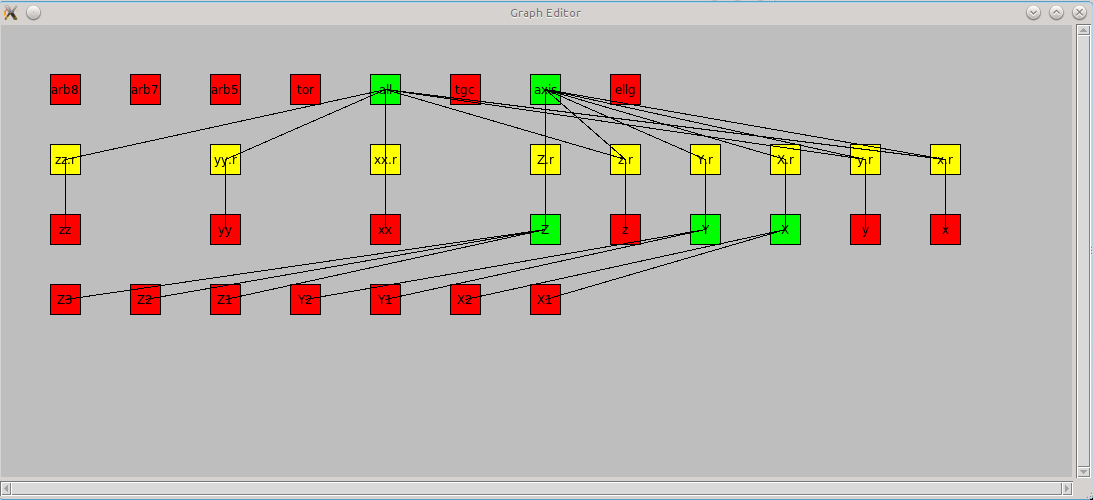 Graph Editor
arb8 arb7 arb5 tor all tgc axis ellg
zz.r yy.r xx.r Z.r z.r Y.r X.r y.r x.r
zz yy xx Z z Y X y x
Z3 Z2 Z1 Y2 Y1 X2 X1